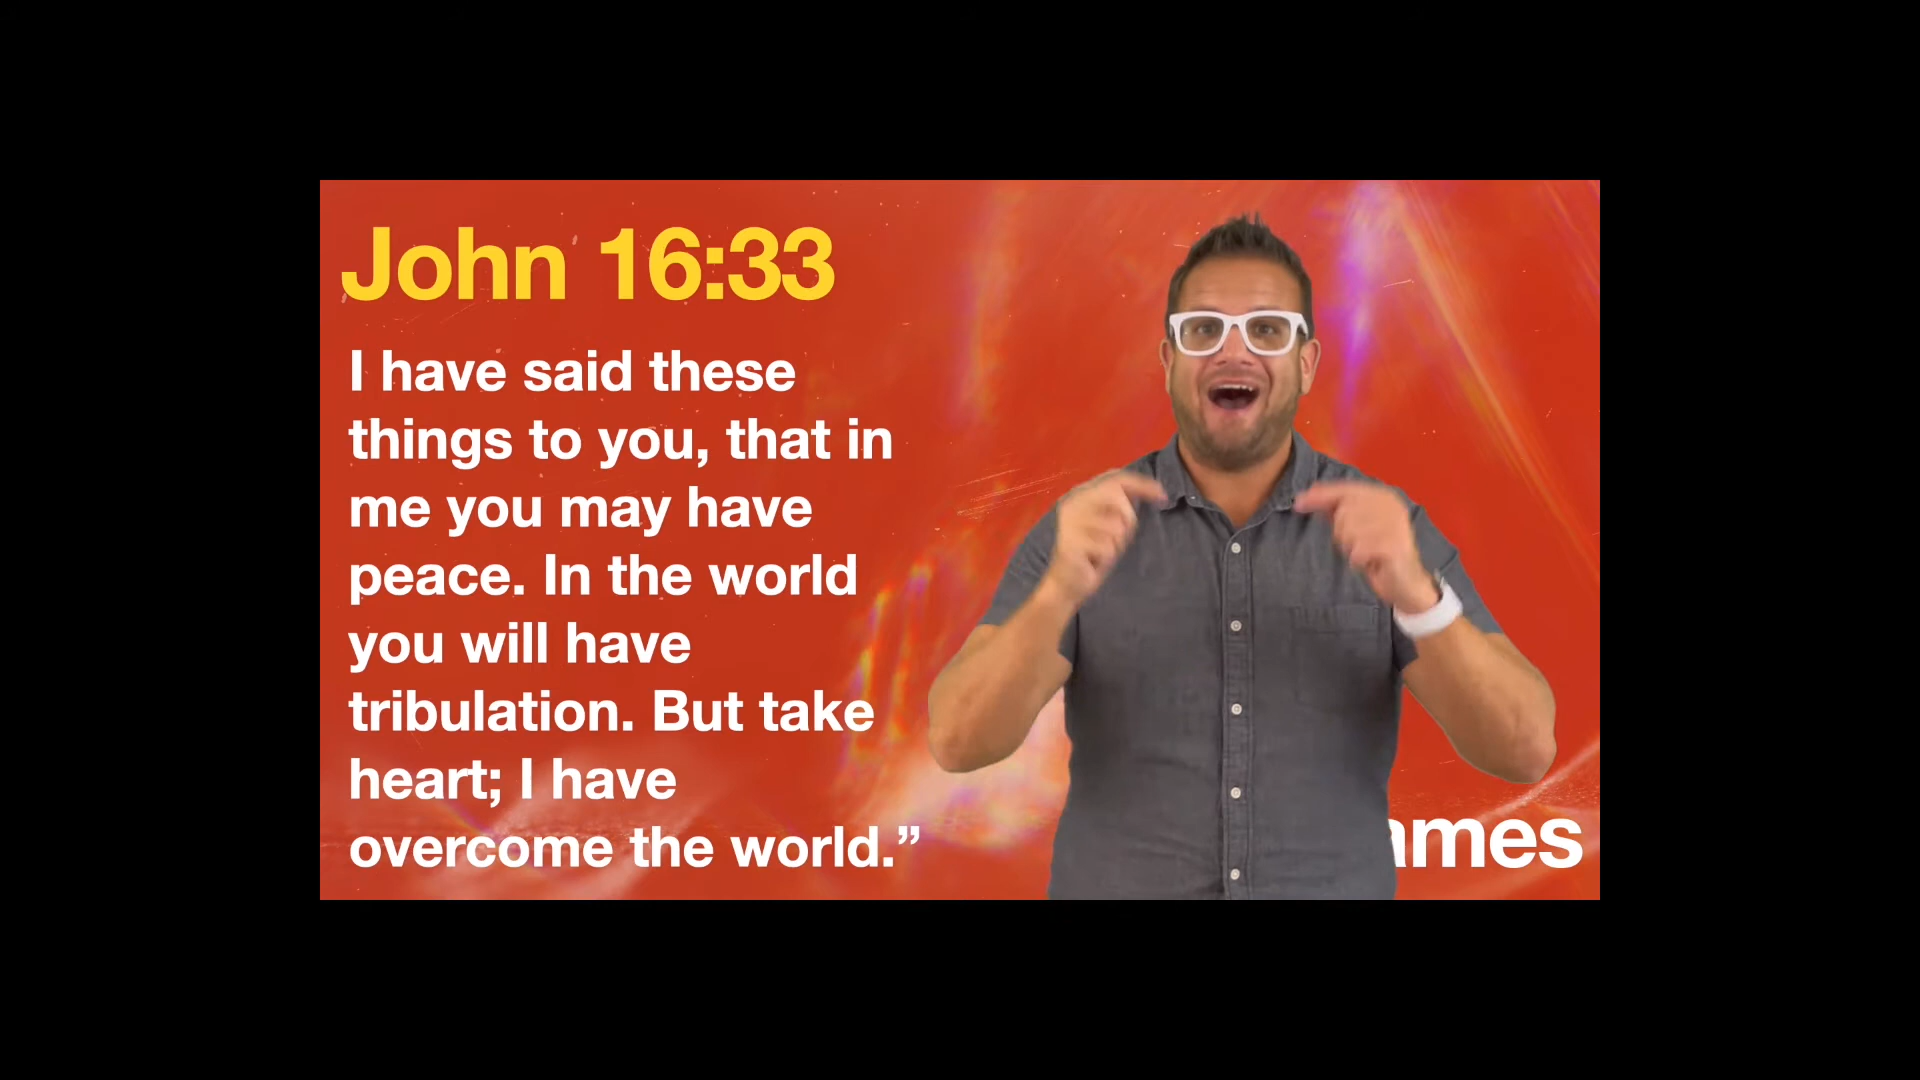 John 16:33
I have said these
things to you, that in
me you may have
peace. In the world
you will have
tribulation. But take
heart; I have
overcome the world.”